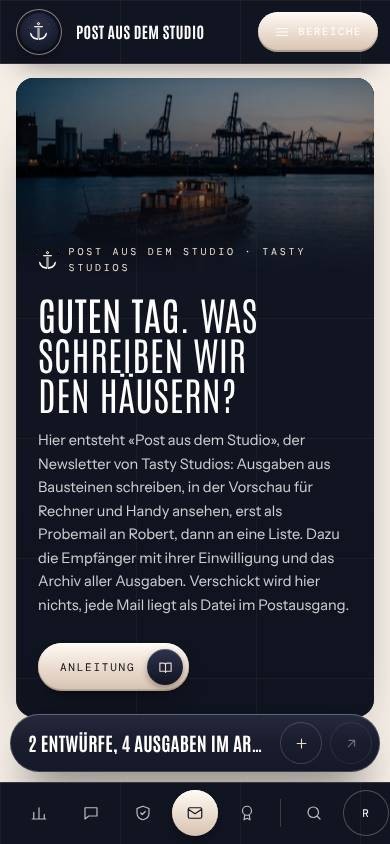 POST AUS DEM STUDIO
BEREICHE
POST AUS DEM STUDIO · TASTY
STUDIOS
GUTEN TAG. WAS
SCHREIBEN WIR
DEN HÄUSERN?
Hier entsteht «Post aus dem Studio», der
Newsletter von Tasty Studios: Ausgaben aus
Bausteinen schreiben, in der Vorschau für
Rechner und Handy ansehen, erst als
Probemail an Robert, dann an eine Liste. Dazu
die Empfänger mit ihrer Einwilligung und das
Archiv aller Ausgaben. Verschickt wird hier
nichts, jede Mail liegt als Datei im Postausgang.
ANLEITUNG
2 ENTWÜRFE, 4 AUSGABEN IM AR…
R